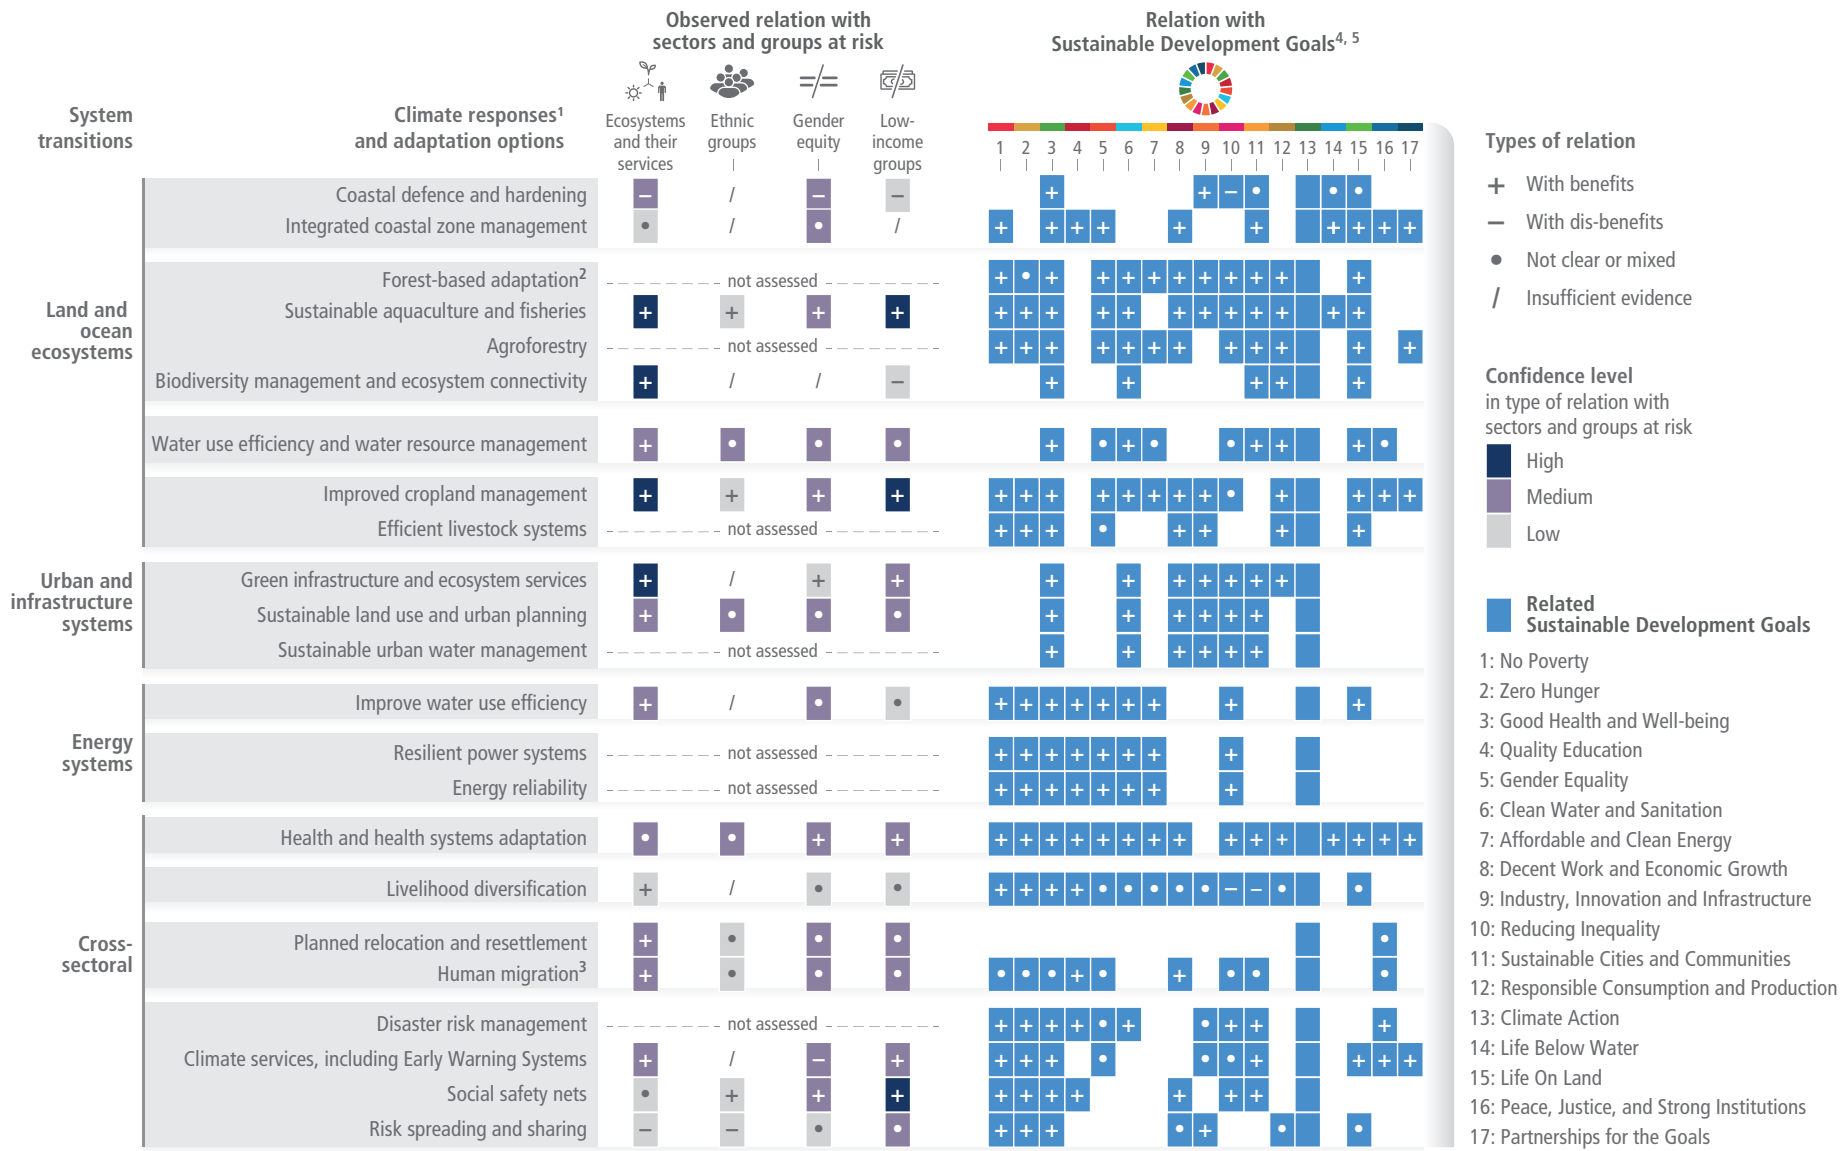 Observed relation with
sectors and groups at risk
Relation with
Sustainable Development Goals4, 5
System
transitions
Climate responses1
and adaptation options
Ecosystems
and their
services
Ethnic
groups
Gender
equity
Low-
income
groups
1 2 3 4 5 6 7 8 9 10 11 12 13 14 15 16 17
Land and
ocean
ecosystems
Coastal defence and hardening – / – – + + – • • •
Integrated coastal zone management • / • / + + + + + + + + + +
Forest-based adaptation2 not assessed + • + + + + + + + + + +
Sustainable aquaculture and fisheries + + + + + + + + + + + + + + + +
Agroforestry not assessed + + + + + + + + + + + +
Biodiversity management and ecosystem connectivity + / / – + + + + +
Water use efficiency and water resource management + • • • + • + • • + + + •
Improved cropland management + + + + + + + + + + + + • + + + +
Efficient livestock systems not assessed + + + • + + + +
Urban and
infrastructure
systems
Green infrastructure and ecosystem services + / + + + + + + + + +
Sustainable land use and urban planning + • • • + + + + + +
Sustainable urban water management not assessed + + + + + +
Energy
systems
Improve water use efficiency + / • • + + + + + + + + +
Resilient power systems not assessed + + + + + + + +
Energy reliability not assessed + + + + + + + +
Cross-
sectoral
Health and health systems adaptation • • + + + + + + + + + + + + + + + + +
Livelihood diversification + / • • + + + + • • • • • – – • •
Planned relocation and resettlement + • • • •
Human migration3 + • • • • • • + • + • • •
Disaster risk management not assessed + + + + • + • + + +
Climate services, including Early Warning Systems + / – + + + + • • • + + + +
Social safety nets • + + + + + + + + + +
Risk spreading and sharing – – • • + + + • + • •
Types of relation
+ With benefits
– With dis-benefits
• Not clear or mixed
/ Insufficient evidence
Confidence level
in type of relation with
sectors and groups at risk
High
Medium
Low
Related
Sustainable Development Goals
1: No Poverty
2: Zero Hunger
3: Good Health and Well-being
4: Quality Education
5: Gender Equality
6: Clean Water and Sanitation
7: Affordable and Clean Energy
8: Decent Work and Economic Growth
9: Industry, Innovation and Infrastructure
10: Reducing Inequality
11: Sustainable Cities and Communities
12: Responsible Consumption and Production
13: Climate Action
14: Life Below Water
15: Life On Land
16: Peace, Justice, and Strong Institutions
17: Partnerships for the Goals